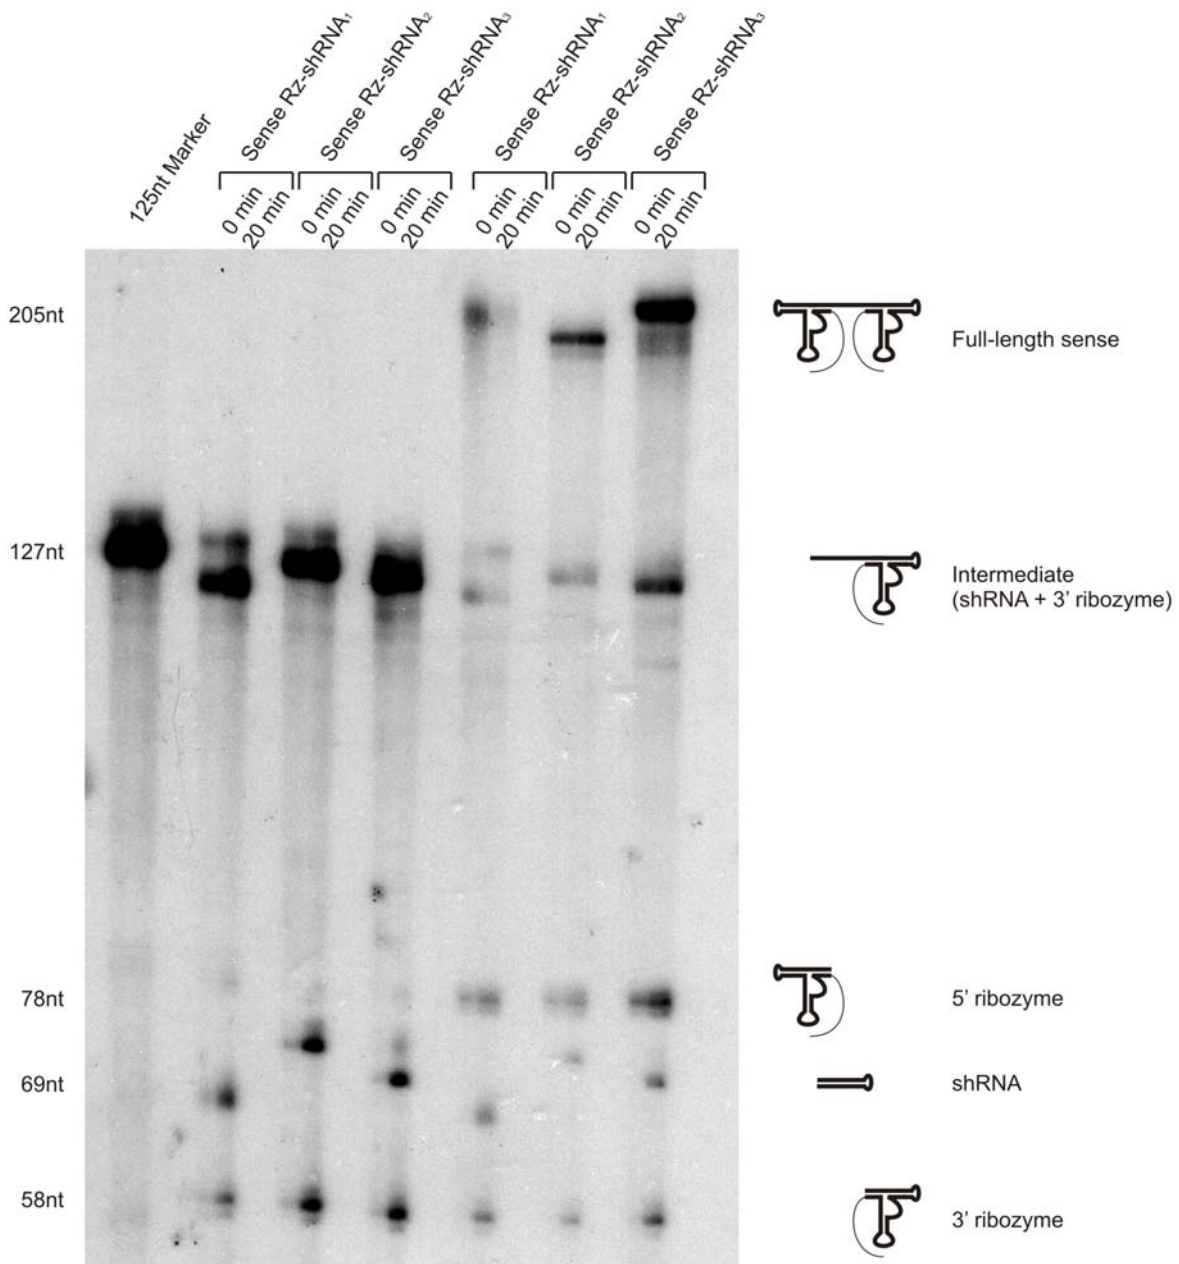 125nt Marker
Sense Rz-shRNA₁
Sense Rz-shRNA₂
Sense Rz-shRNA₃
Sense Rz-shRNA₁
Sense Rz-shRNA₂
Sense Rz-shRNA₃
0 min
20 min
0 min
20 min
0 min
20 min
0 min
20 min
0 min
20 min
0 min
20 min
205nt
Full-length sense
127nt
Intermediate
(shRNA + 3' ribozyme)
78nt
5' ribozyme
69nt
shRNA
58nt
3' ribozyme